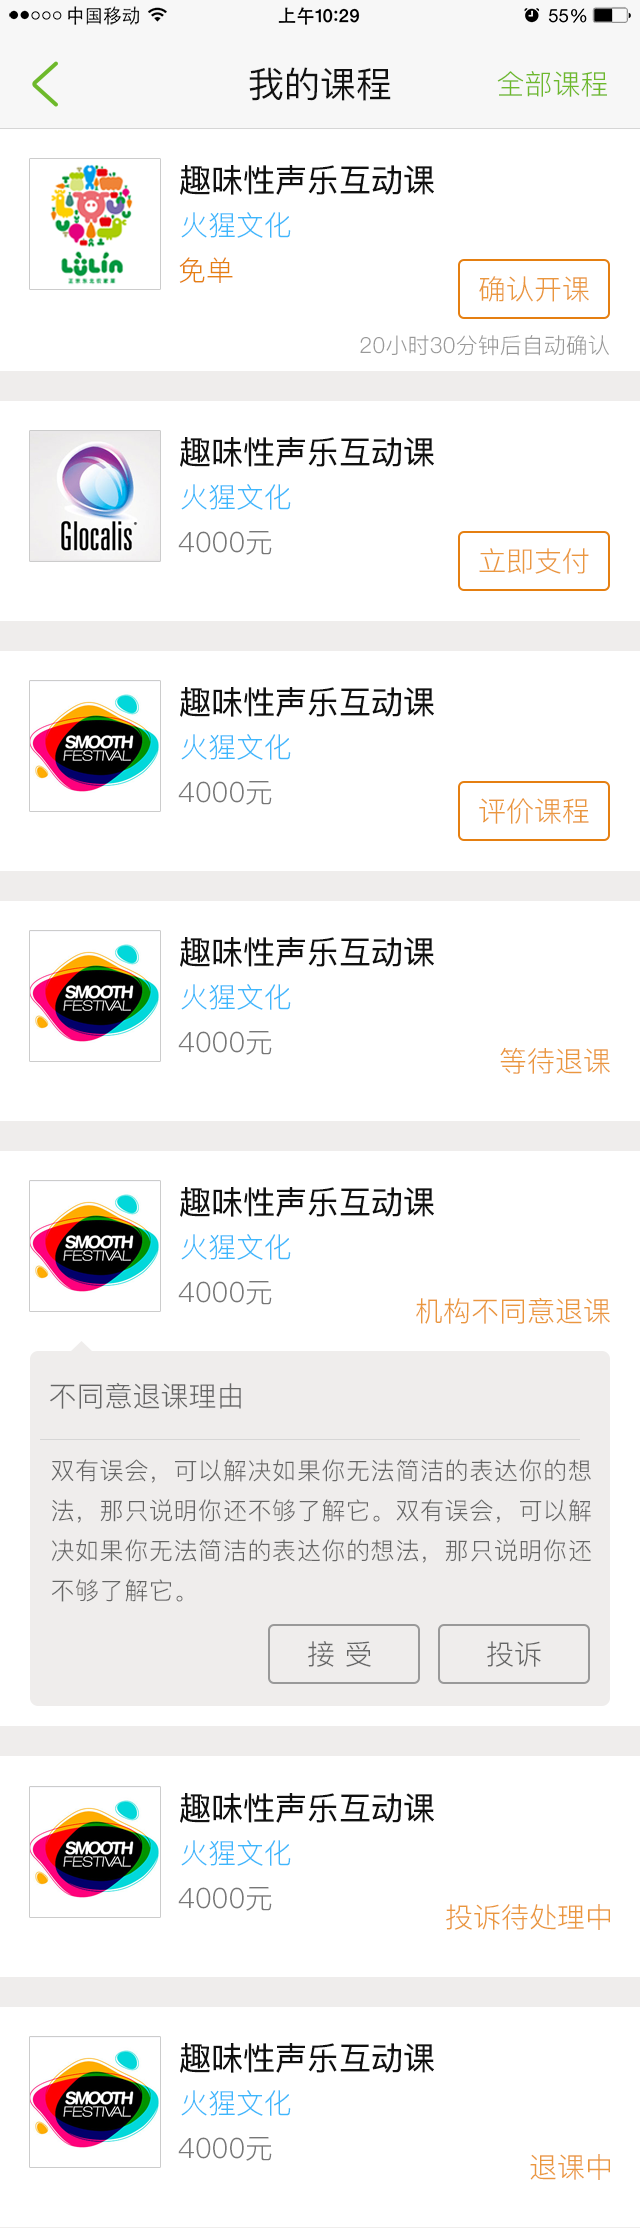 中国移动 上午10:29 55%
我的课程 全部课程
趣味性声乐互动课
火猩文化
免单
LüLín
确认开课
20小时30分钟后自动确认
趣味性声乐互动课
火猩文化
Glocalis
4000元
立即支付
趣味性声乐互动课
SMOOTH
FESTIVAL
火猩文化
4000元
评价课程
趣味性声乐互动课
SMOOTH
FESTIVAL
火猩文化
4000元
等待退课
趣味性声乐互动课
SMOOTH
FESTIVAL
火猩文化
4000元
机构不同意退课
不同意退课理由
双有误会，可以解决如果你无法简洁的表达你的想
法，那只说明你还不够了解它。双有误会，可以解
决如果你无法简洁的表达你的想法，那只说明你还
不够了解它。
接 受 投诉
趣味性声乐互动课
SMOOTH
FESTIVAL
火猩文化
4000元
投诉待处理中
趣味性声乐互动课
SMOOTH
FESTIVAL
火猩文化
4000元
退课中